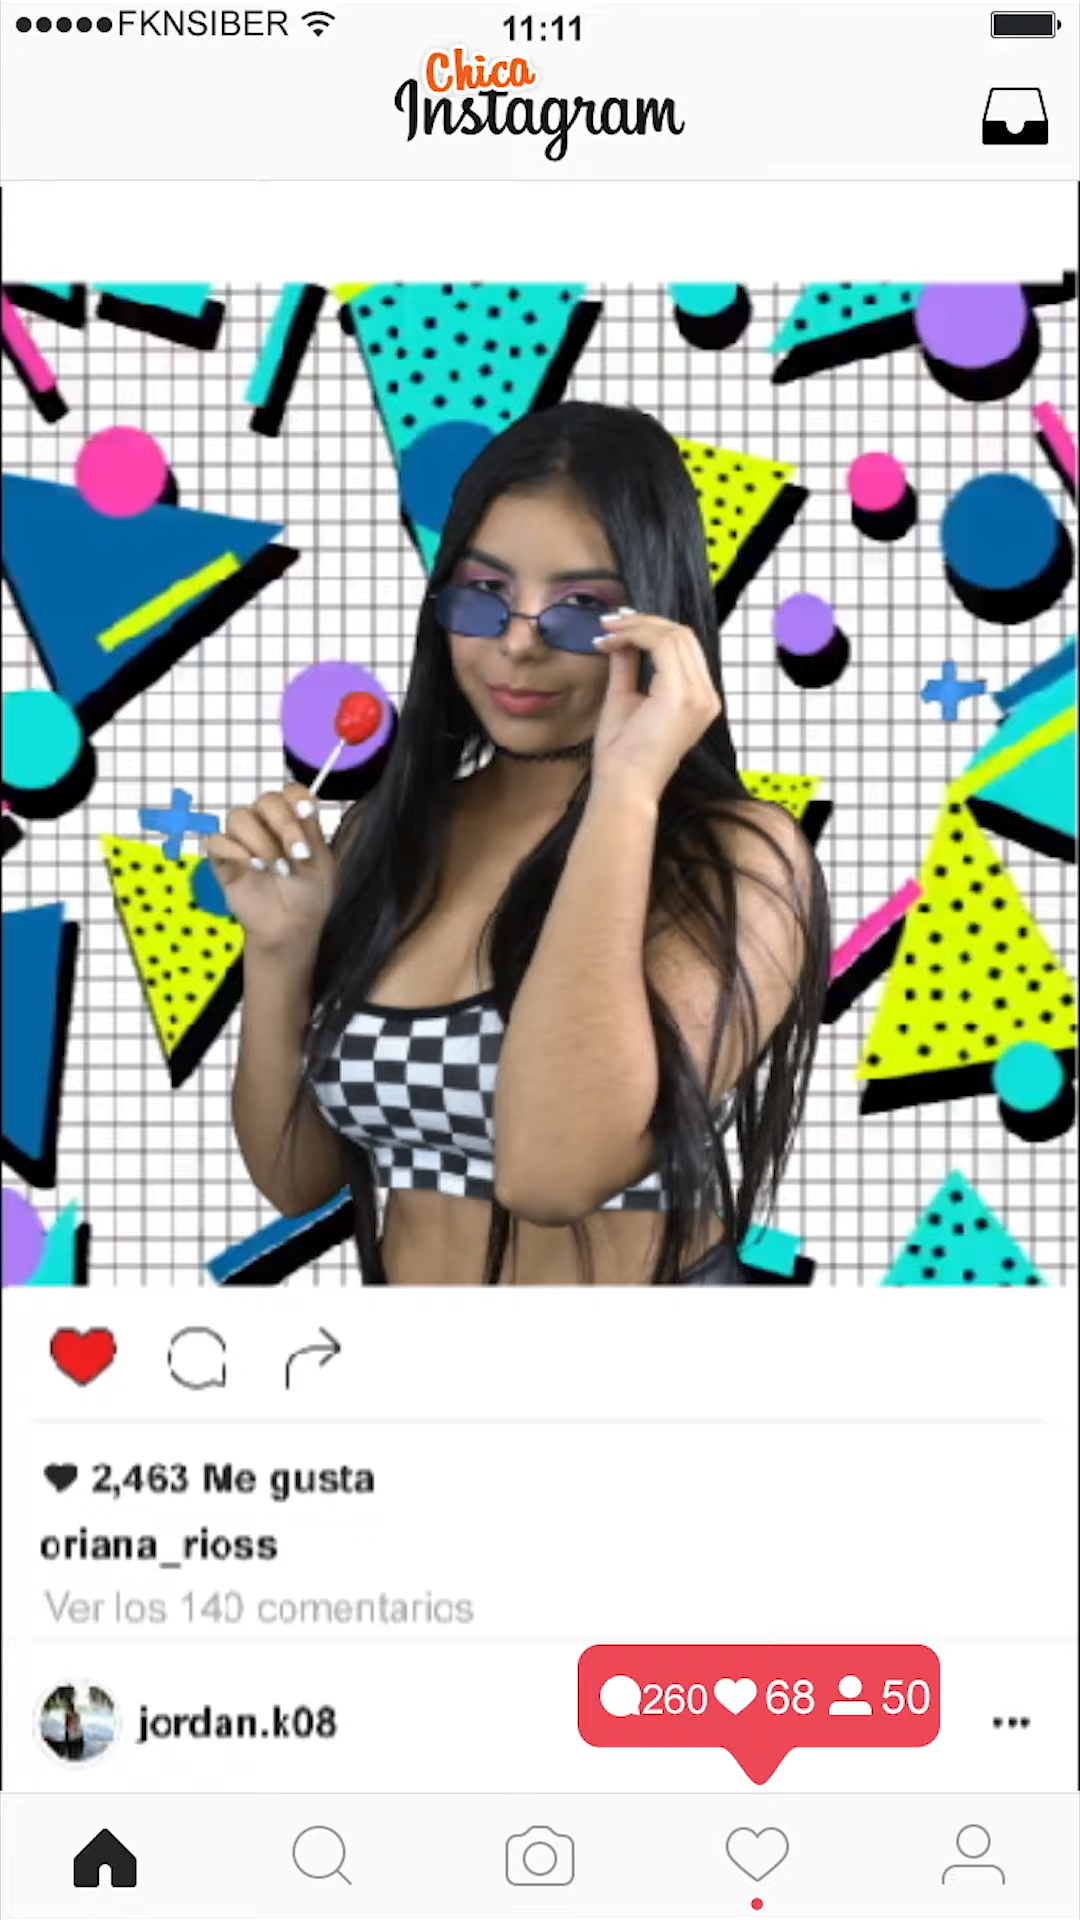 FKNSIBER
11:11
Chica
Instagram
2,463 Me gusta
oriana_rioss
Ver los 140 comentarios
jordan.k08
260 68 50